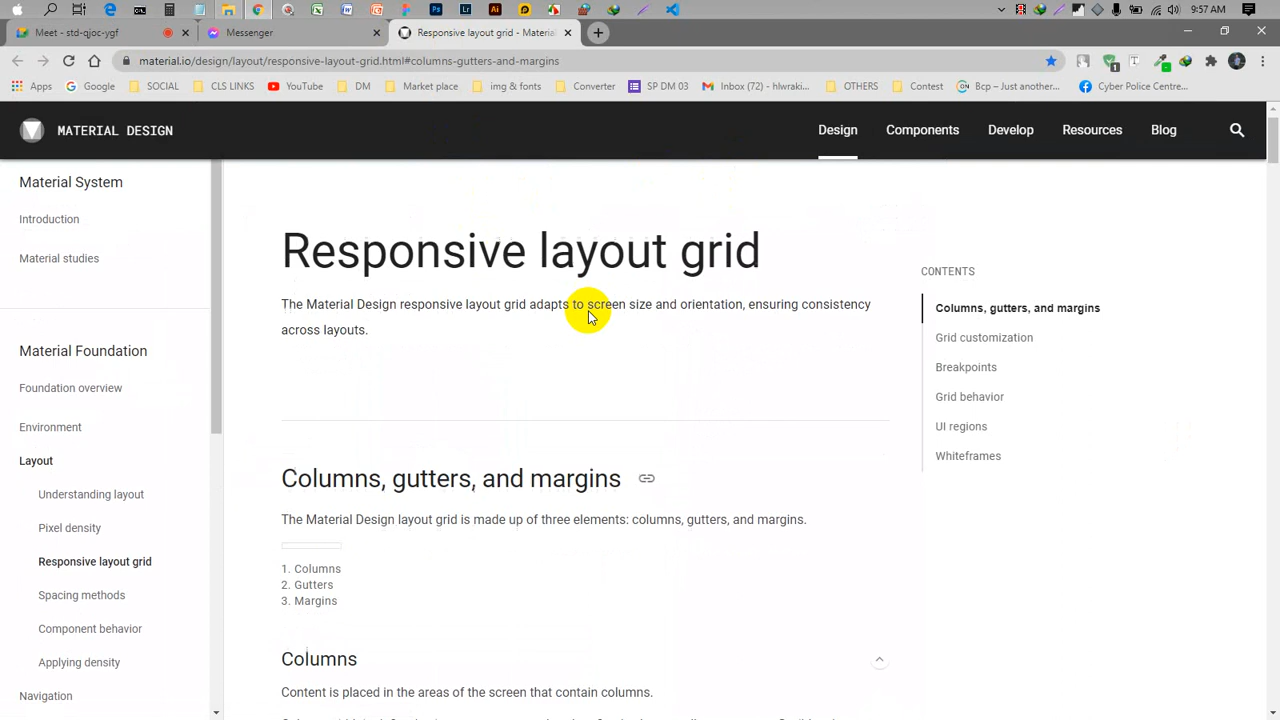 9:57 AM
Meet - std-qjoc-ygf
Messenger
Responsive layout grid - Material
material.io/design/layout/responsive-layout-grid.html#columns-gutters-and-margins
Apps
Google
SOCIAL
CLS LINKS
YouTube
DM
Market place
img & fonts
Converter
SP DM 03
Inbox (72) - hlwraki...
OTHERS
Contest
Bcp – Just another...
Cyber Police Centre...
MATERIAL DESIGN
Design
Components
Develop
Resources
Blog
Material System
Introduction
Material studies
Material Foundation
Foundation overview
Environment
Layout
Understanding layout
Pixel density
Responsive layout grid
Spacing methods
Component behavior
Applying density
Navigation
Responsive layout grid
The Material Design responsive layout grid adapts to screen size and orientation, ensuring consistency
across layouts.
Columns, gutters, and margins
The Material Design layout grid is made up of three elements: columns, gutters, and margins.
1. Columns
2. Gutters
3. Margins
Columns
Content is placed in the areas of the screen that contain columns.
CONTENTS
Columns, gutters, and margins
Grid customization
Breakpoints
Grid behavior
UI regions
Whiteframes